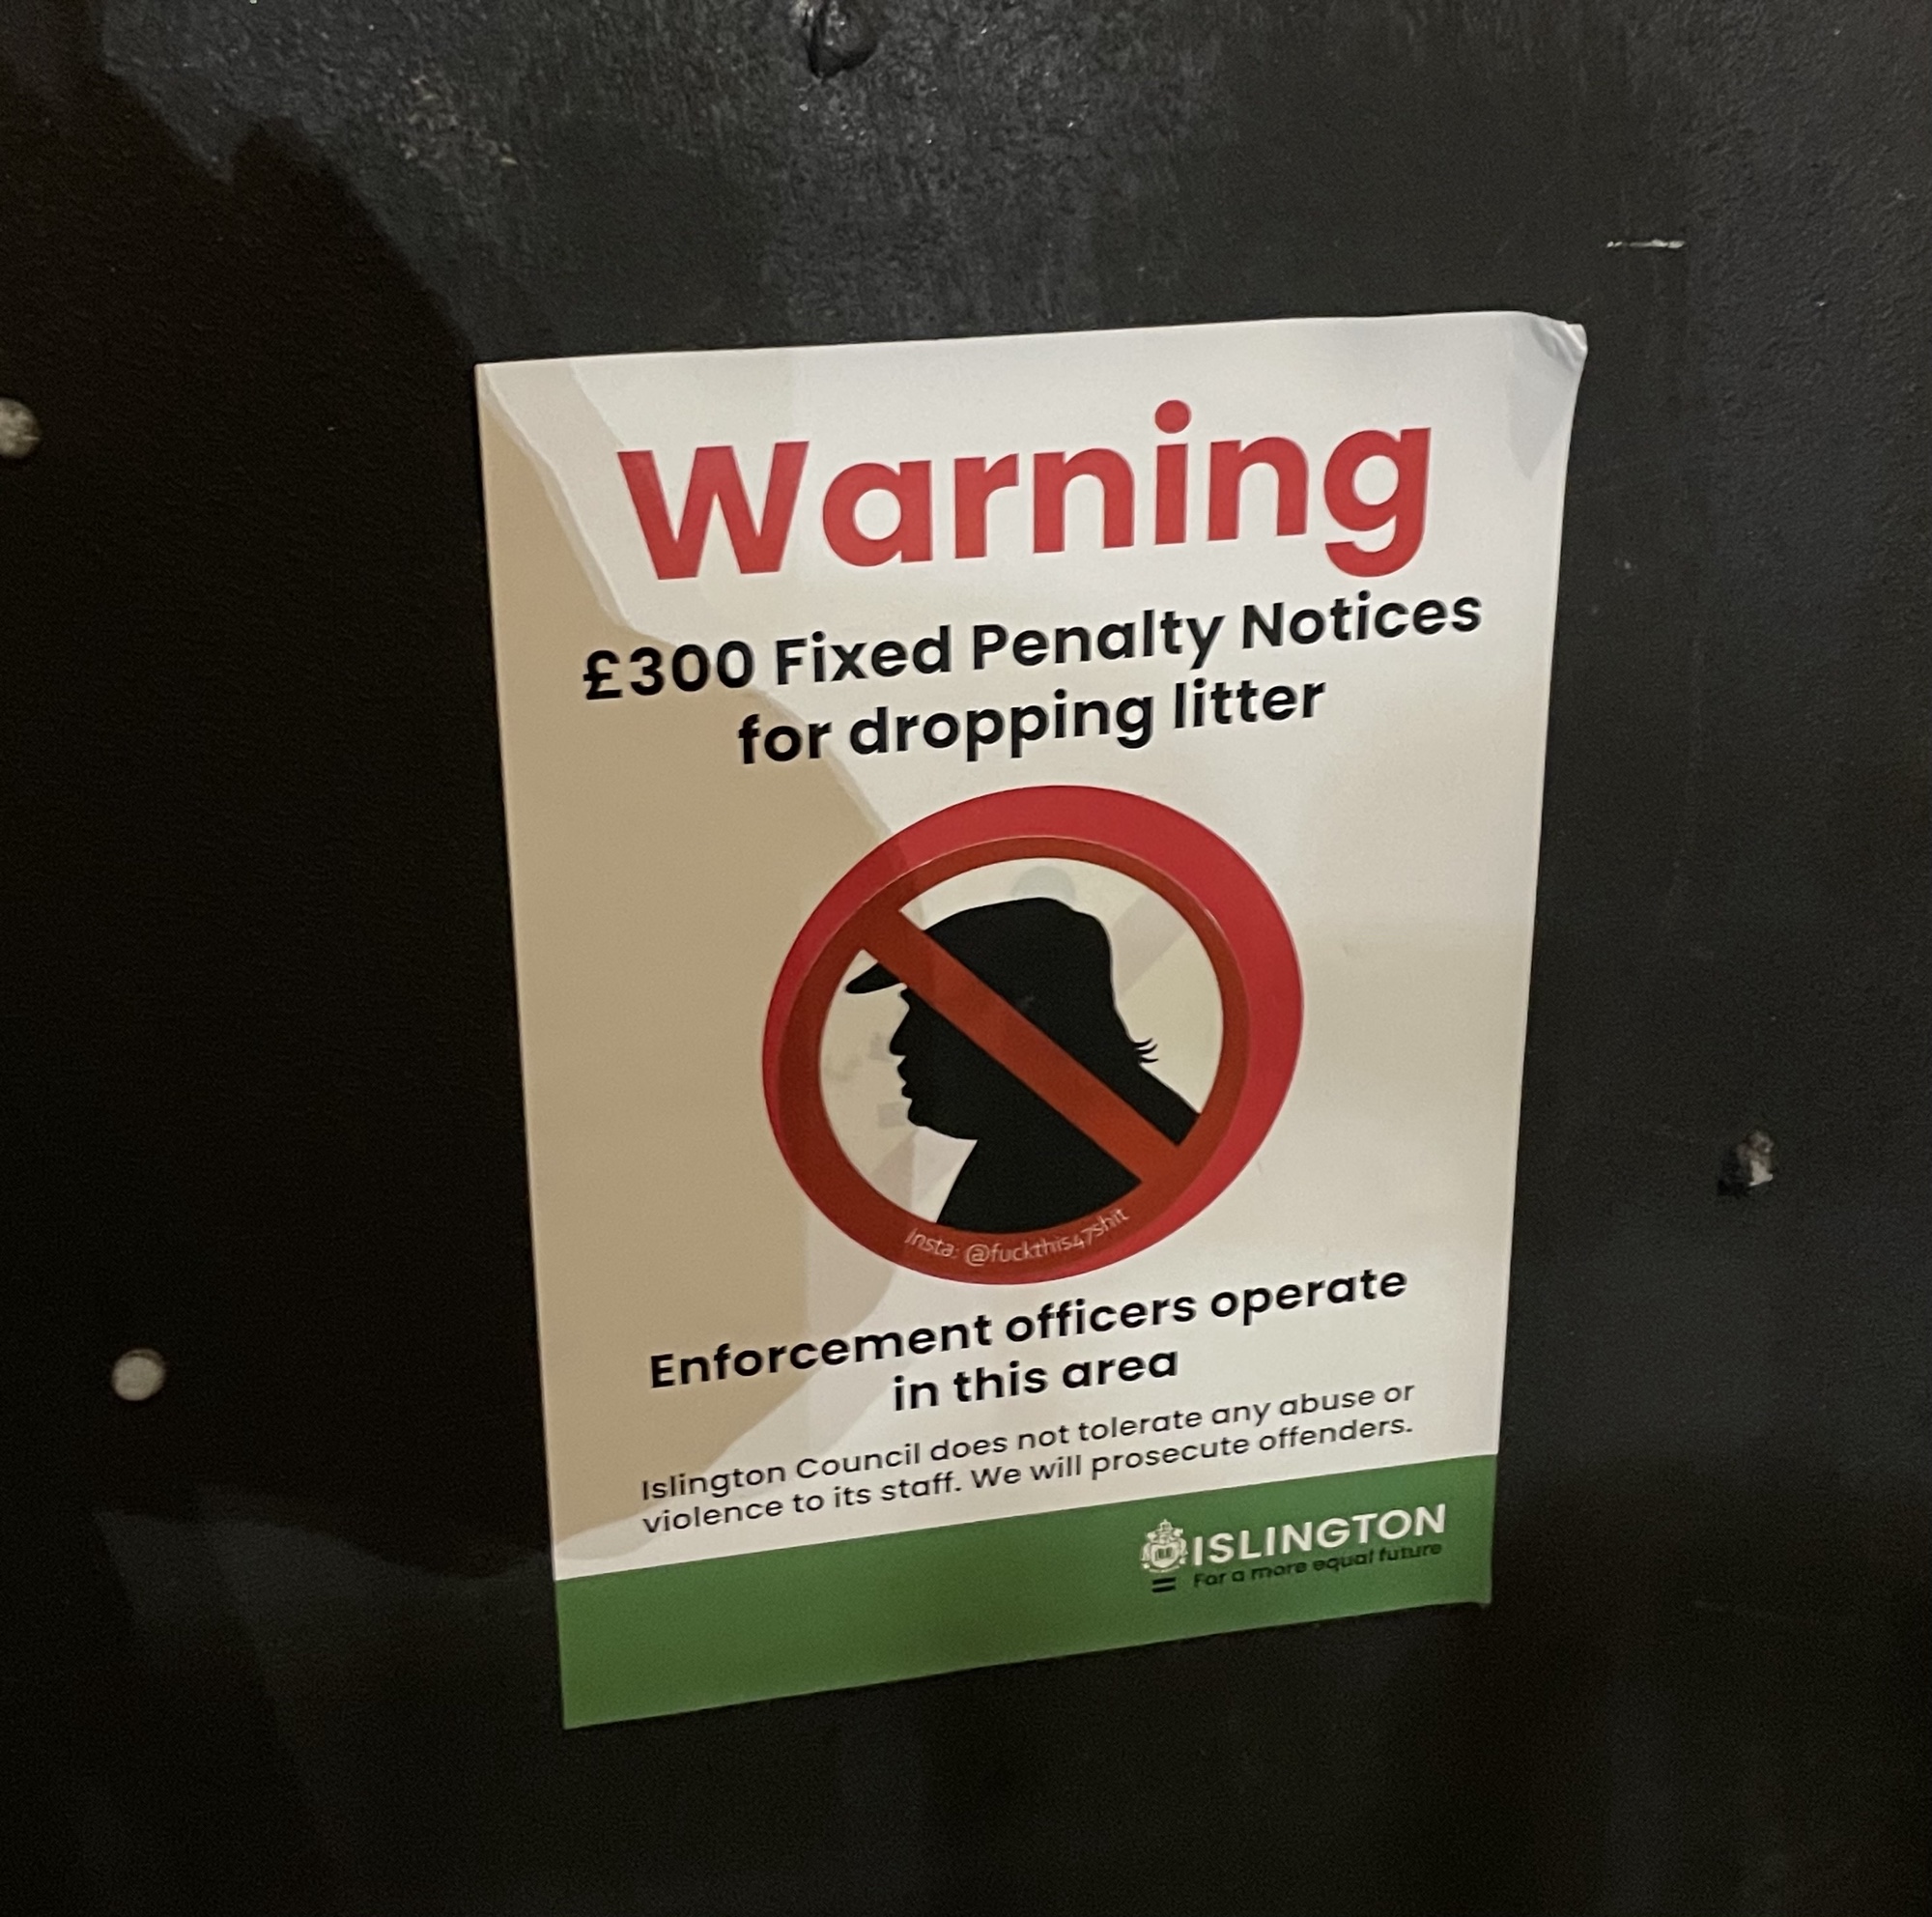 Warning
£300 Fixed Penalty Notices
for dropping litter
Insta: @fuckthis47shit
Enforcement officers operate
in this area
Islington Council does not tolerate any abuse or
violence to its staff. We will prosecute offenders.
ISLINGTON
For a more equal future